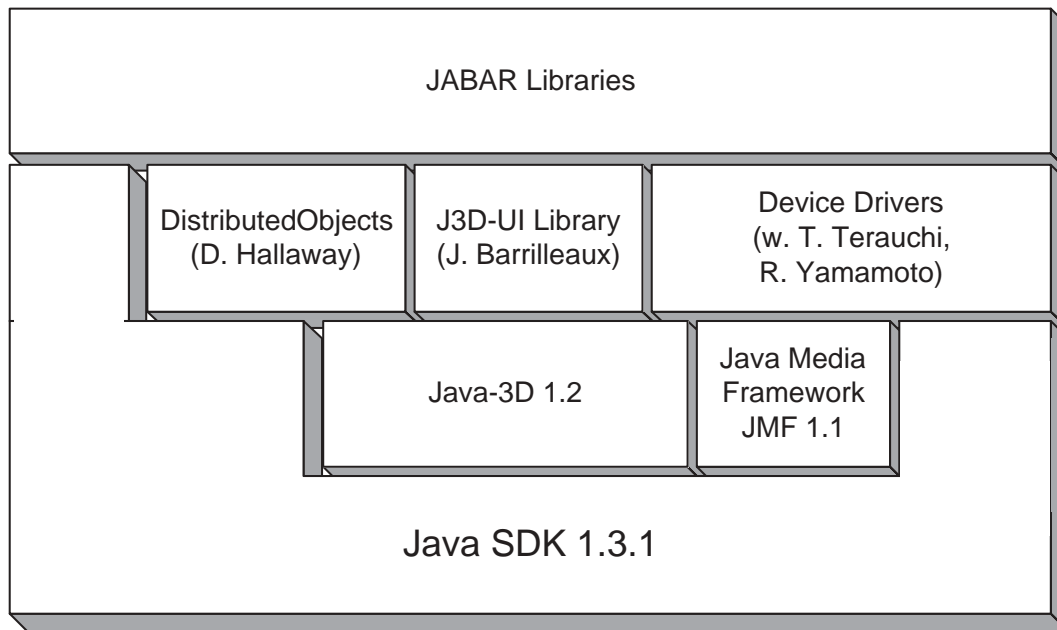 JABAR Libraries
DistributedObjects
(D. Hallaway)
J3D-UI Library
(J. Barrilleaux)
Device Drivers
(w. T. Terauchi,
R. Yamamoto)
Java-3D 1.2
Java Media
Framework
JMF 1.1
Java SDK 1.3.1